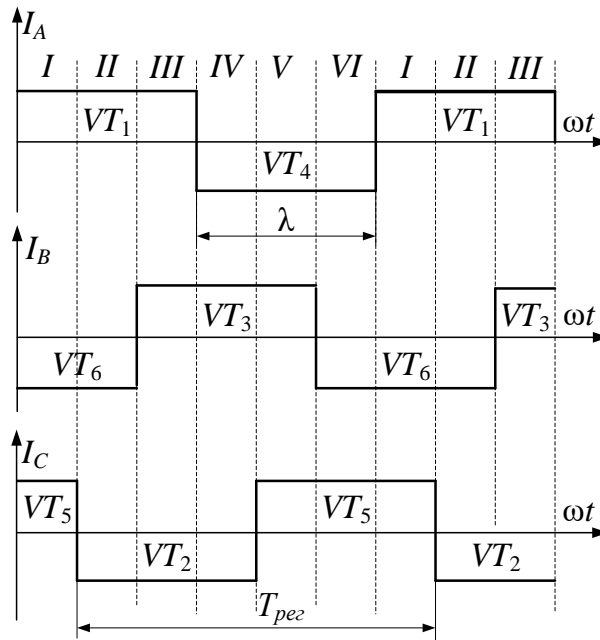 I_A
I II III IV V VI I II III
VT₁ VT₁ ωt
VT₄
λ
I_B
VT₃ VT₃ ωt
VT₆ VT₆
I_C
VT₅ VT₅ ωt
VT₂ VT₂
T_рег